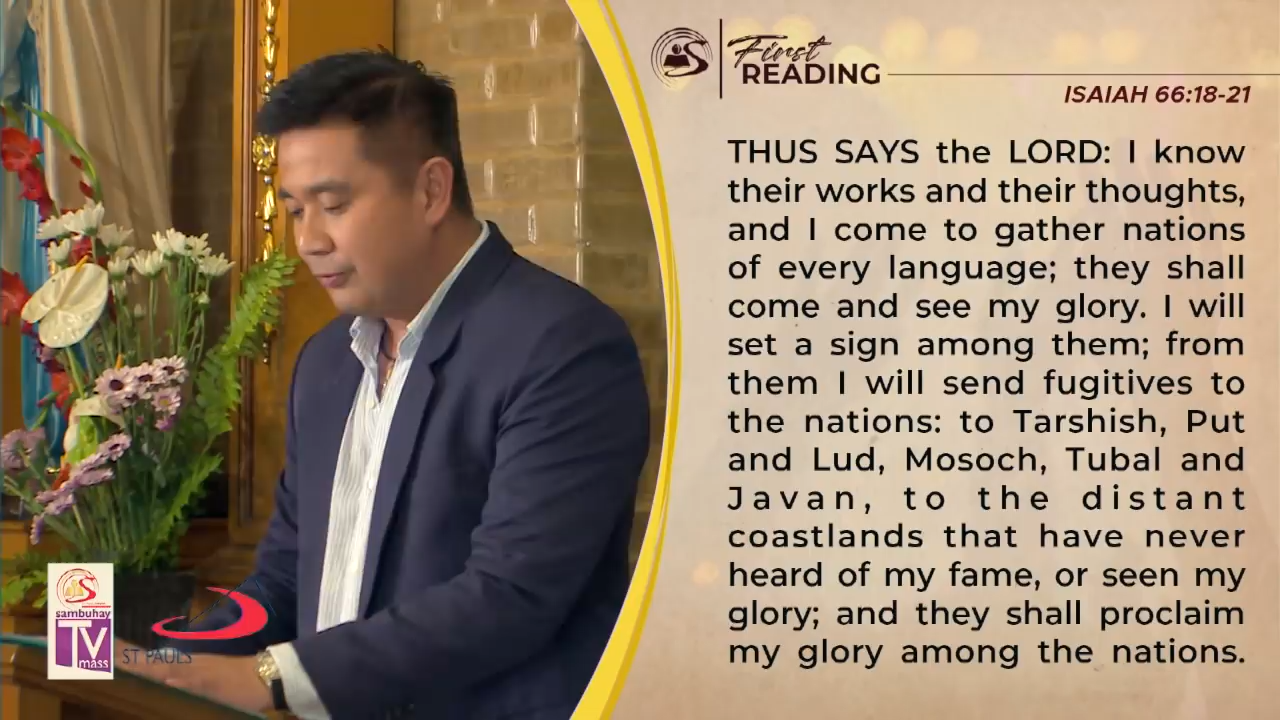 First
READING
ISAIAH 66:18-21
THUS SAYS the LORD: I know
their works and their thoughts,
and I come to gather nations
of every language; they shall
come and see my glory. I will
set a sign among them; from
them I will send fugitives to
the nations: to Tarshish, Put
and Lud, Mosoch, Tubal and
Javan, to the distant
coastlands that have never
heard of my fame, or seen my
glory; and they shall proclaim
my glory among the nations.
sambuhay
TV
mass
ST PAULS